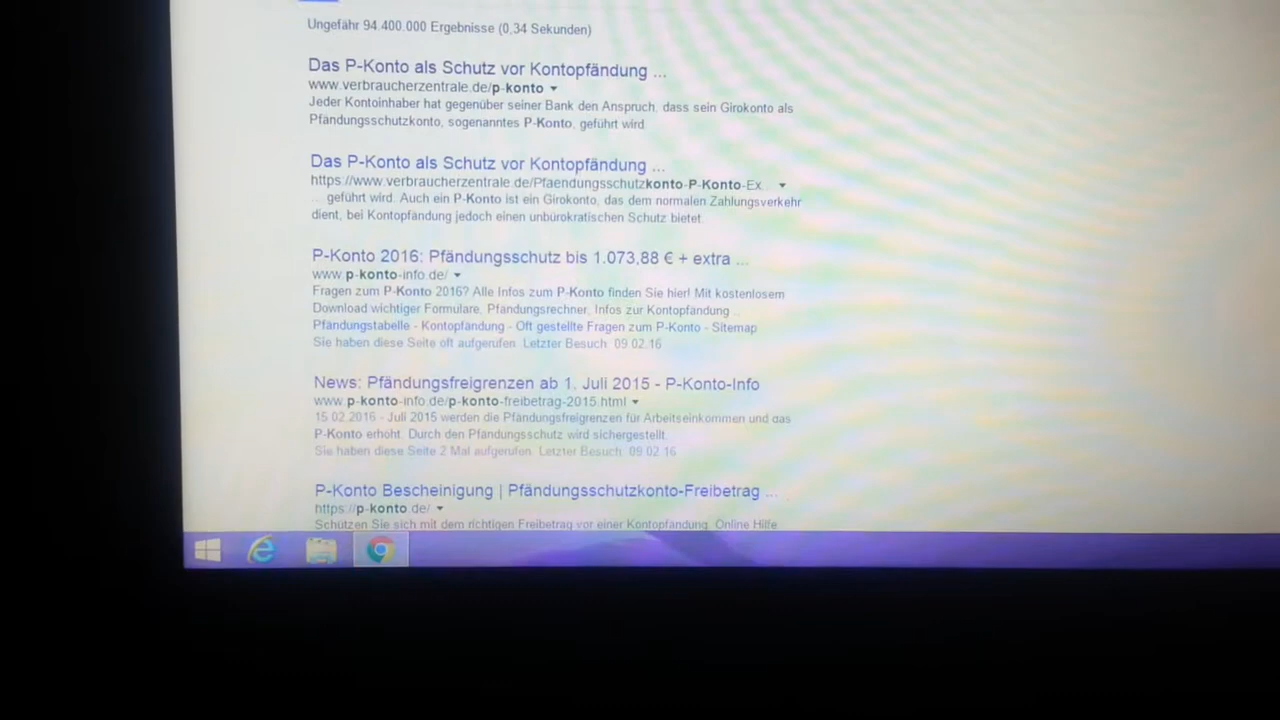 Ungefähr 94.400.000 Ergebnisse (0,34 Sekunden)
Das P-Konto als Schutz vor Kontopfändung ...
www.verbraucherzentrale.de/p-konto
Jeder Kontoinhaber hat gegenüber seiner Bank den Anspruch, dass sein Girokonto als
Pfändungsschutzkonto, sogenanntes P-Konto, geführt wird.
Das P-Konto als Schutz vor Kontopfändung ...
https://www.verbraucherzentrale.de/Pfaendungsschutzkonto-P-Konto-Ex...
... geführt wird. Auch ein P-Konto ist ein Girokonto, das dem normalen Zahlungsverkehr
dient, bei Kontopfändung jedoch einen unbürokratischen Schutz bietet.
P-Konto 2016: Pfändungsschutz bis 1.073,88 € + extra ...
www.p-konto-info.de/
Fragen zum P-Konto 2016? Alle Infos zum P-Konto finden Sie hier! Mit kostenlosem
Download wichtiger Formulare, Pfändungsrechner, Infos zur Kontopfändung ...
Pfändungstabelle - Kontopfändung - Oft gestellte Fragen zum P-Konto - Sitemap
Sie haben diese Seite oft aufgerufen. Letzter Besuch: 09.02.16
News: Pfändungsfreigrenzen ab 1. Juli 2015 - P-Konto-Info
www.p-konto-info.de/p-konto-freibetrag-2015.html
15.02.2016 - Juli 2015 werden die Pfändungsfreigrenzen für Arbeitseinkommen und das
P-Konto erhöht. Durch den Pfändungsschutz wird sichergestellt,
Sie haben diese Seite 2 Mal aufgerufen. Letzter Besuch: 09.02.16
P-Konto Bescheinigung | Pfändungsschutzkonto-Freibetrag ...
https://p-konto.de/
Schützen Sie sich mit dem richtigen Freibetrag vor einer Kontopfändung. Online Hilfe